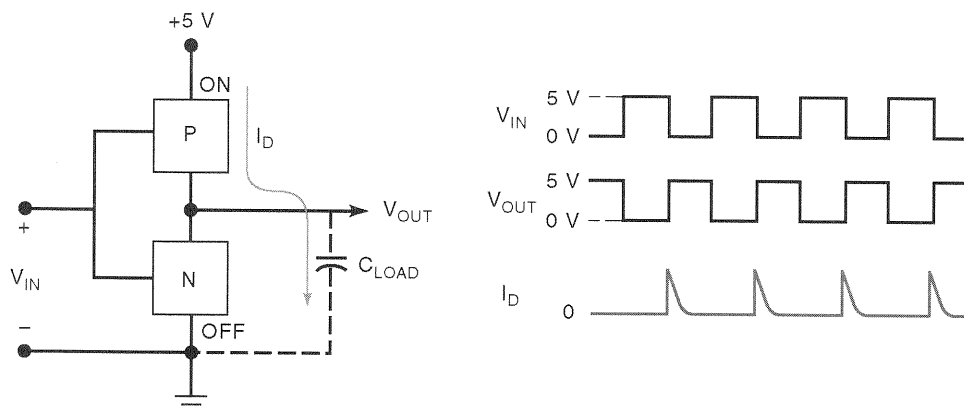 +5 V
ON
P
I_D
V_OUT
+
V_IN
N
C_LOAD
−
OFF
V_IN
5 V
0 V
V_OUT
5 V
0 V
I_D
0